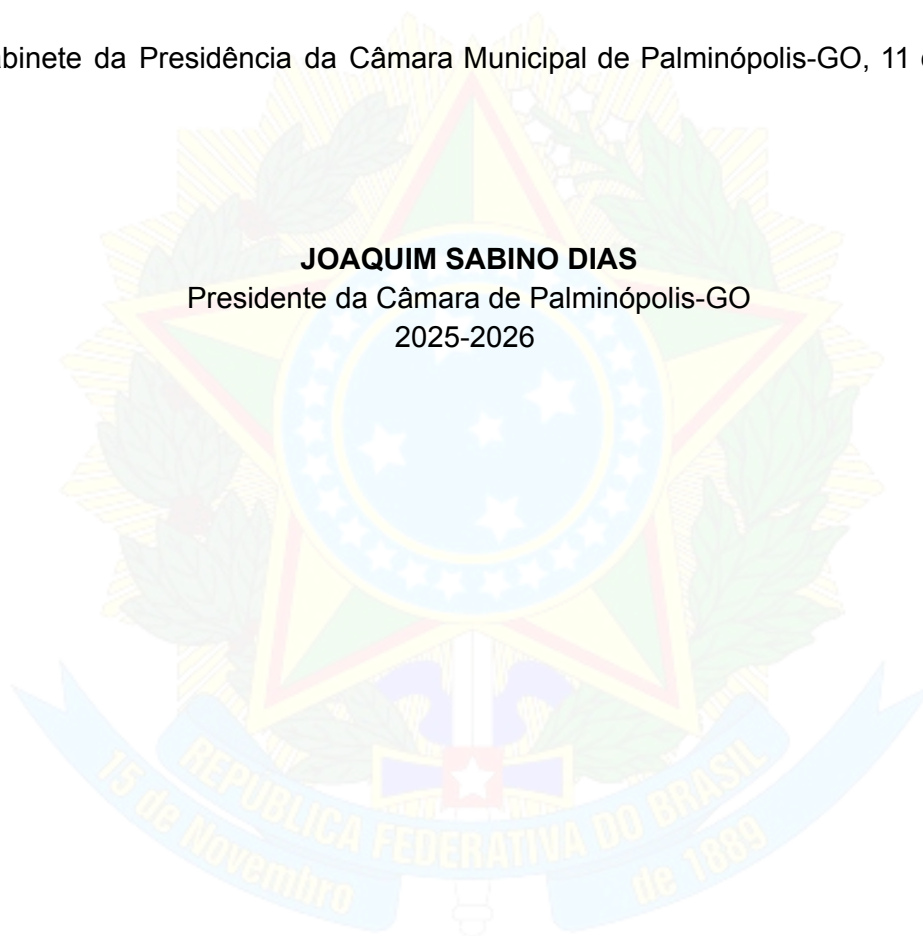 da Presidência da Câmara Municipal de Palminópolis-GO, 11
JOAQUIM SABINO DIAS
Presidente da Câmara de Palminópolis-GO
2025-2026
15 de Novembro
REPUBLICA FEDERATIVA DO BRASIL
de 1889